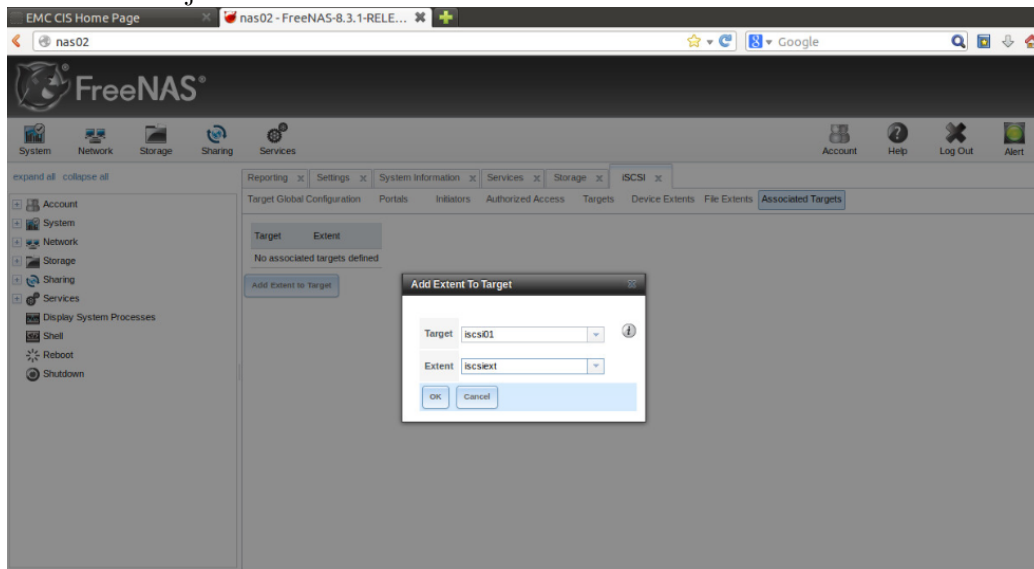 EMC CIS Home Page
nas02 - FreeNAS-8.3.1-RELE...
nas02
Google
FreeNAS®
System Network Storage Sharing Services Account Help Log Out Alert
expand all collapse all
Reporting Settings System Information Services Storage iSCSI
Target Global Configuration Portals Initiators Authorized Access Targets Device Extents File Extents Associated Targets
Account
System
Network
Storage
Sharing
Services
Display System Processes
Shell
Reboot
Shutdown
Target Extent
No associated targets defined
Add Extent to Target
Add Extent To Target
Target iscsi01
Extent iscsiext
OK Cancel